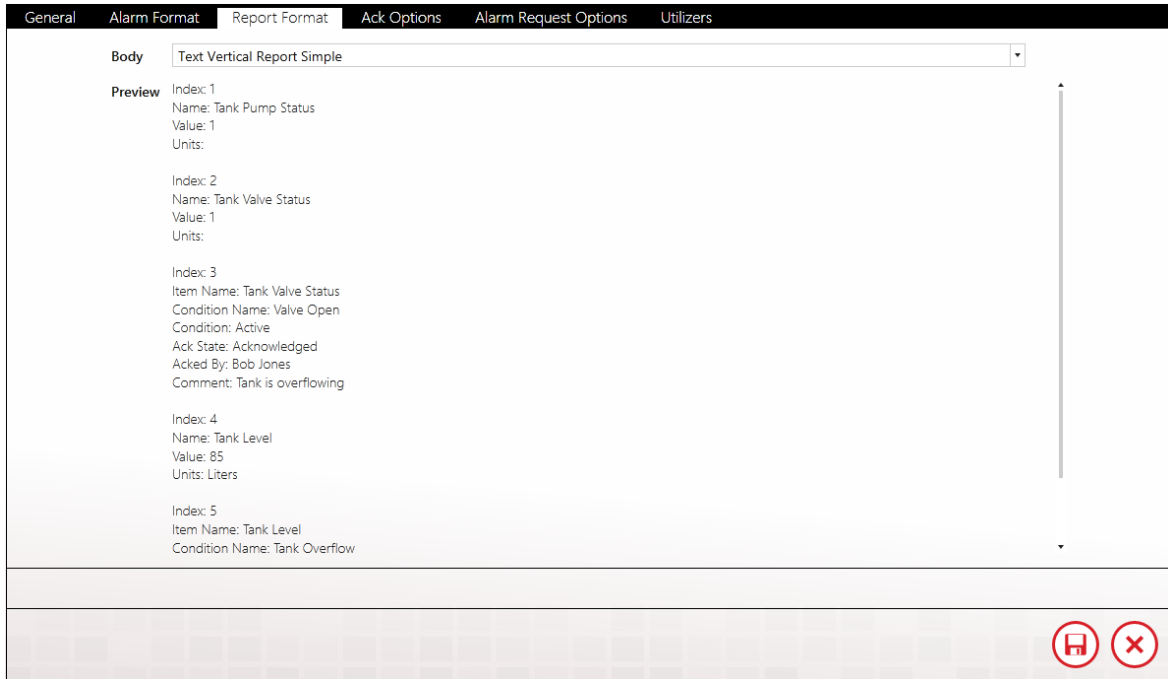 General Alarm Format Report Format Ack Options Alarm Request Options Utilizers
Body Text Vertical Report Simple
Preview Index: 1
Name: Tank Pump Status
Value: 1
Units:
Index: 2
Name: Tank Valve Status
Value: 1
Units:
Index: 3
Item Name: Tank Valve Status
Condition Name: Valve Open
Condition: Active
Ack State: Acknowledged
Acked By: Bob Jones
Comment: Tank is overflowing
Index: 4
Name: Tank Level
Value: 85
Units: Liters
Index: 5
Item Name: Tank Level
Condition Name: Tank Overflow